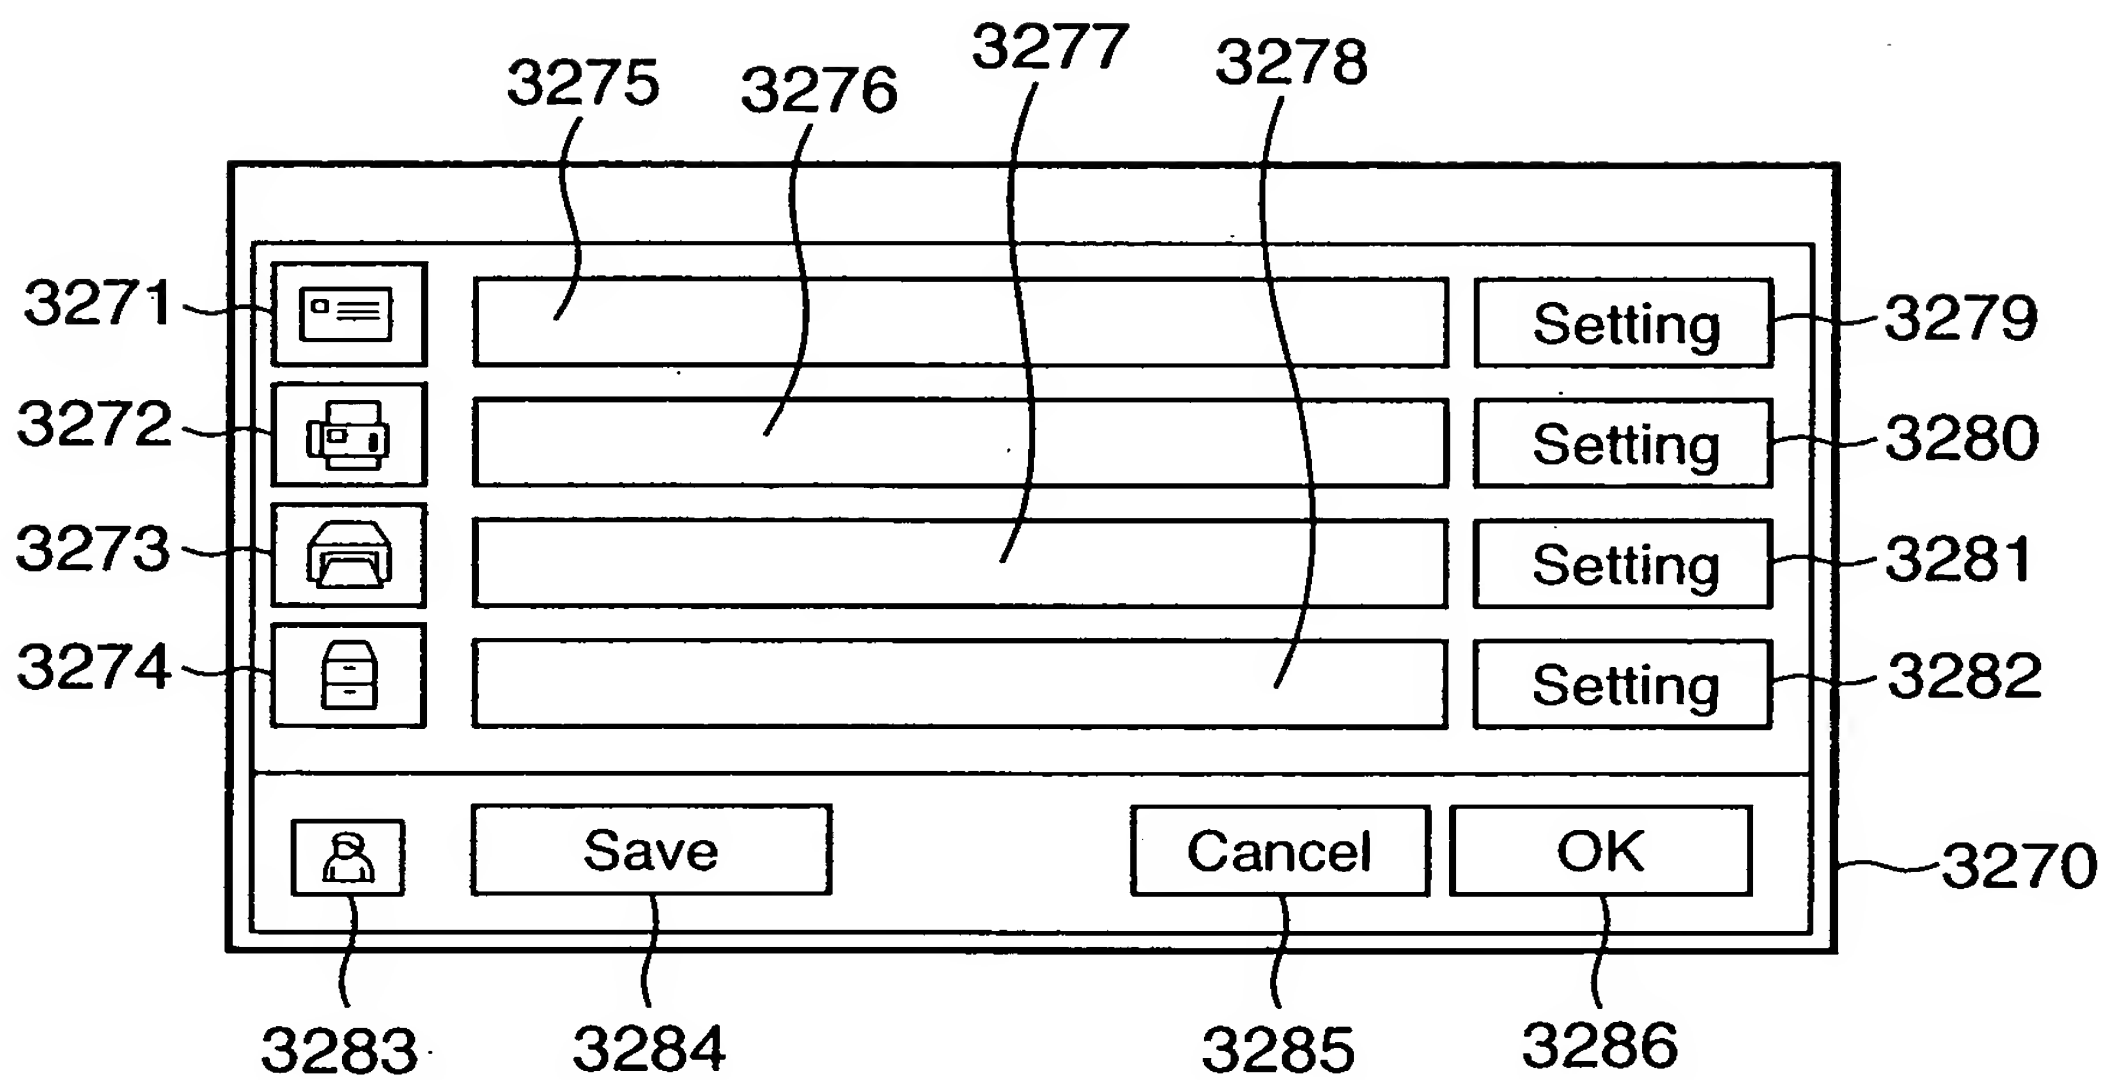 3277 3278
3275 3276
3271 Setting 3279
3272 Setting 3280
3273 Setting 3281
3274 Setting 3282
Save Cancel OK 3270
3283 3284 3285 3286